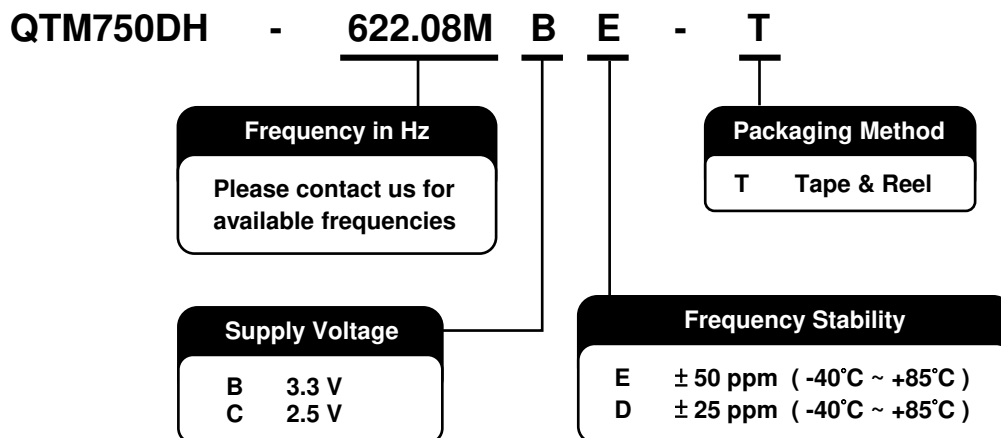 QTM750DH - 622.08M B E - T
Frequency in Hz
Please contact us for
available frequencies
Packaging Method
T Tape & Reel
Supply Voltage
B 3.3 V
C 2.5 V
Frequency Stability
E ± 50 ppm ( -40°C ~ +85°C )
D ± 25 ppm ( -40°C ~ +85°C )